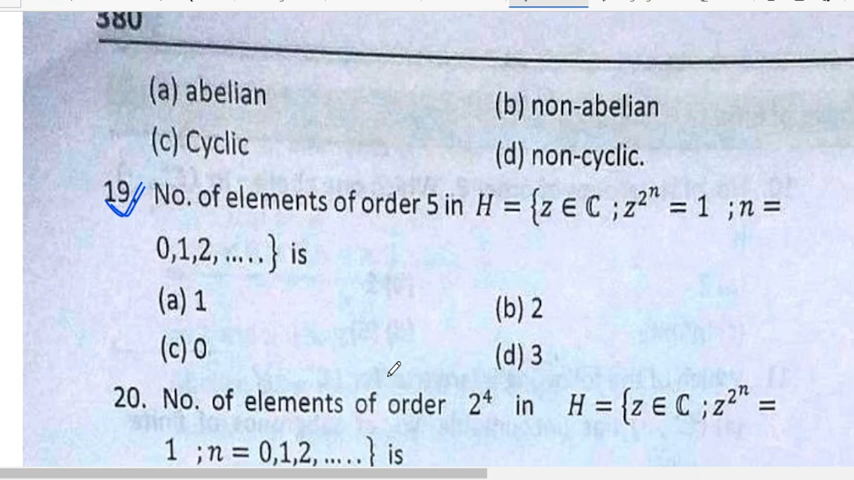 380
(a) abelian (b) non-abelian
(c) Cyclic (d) non-cyclic.
19. No. of elements of order 5 in H = {z ∈ ℂ ; z^{2^n} = 1 ; n =
0,1,2, .....} is
(a) 1 (b) 2
(c) 0 (d) 3
20. No. of elements of order 2⁴ in H = {z ∈ ℂ ; z^{2^n} =
1 ; n = 0,1,2, .....} is